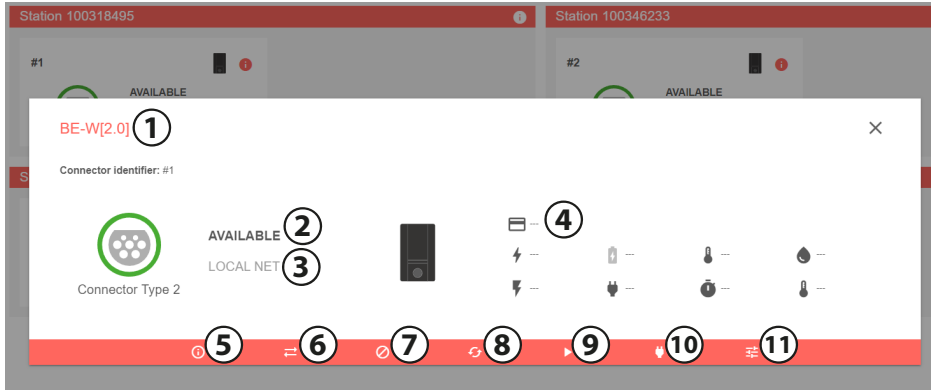 Station 100318495
Station 100346233
#1
#2
AVAILABLE
AVAILABLE
BE-W[2.0] 1
Connector identifier: #1
AVAILABLE 2
LOCAL NET 3
Connector Type 2
-- 4
-- -- -- --
-- -- -- --
5 6 7 8 9 10 11